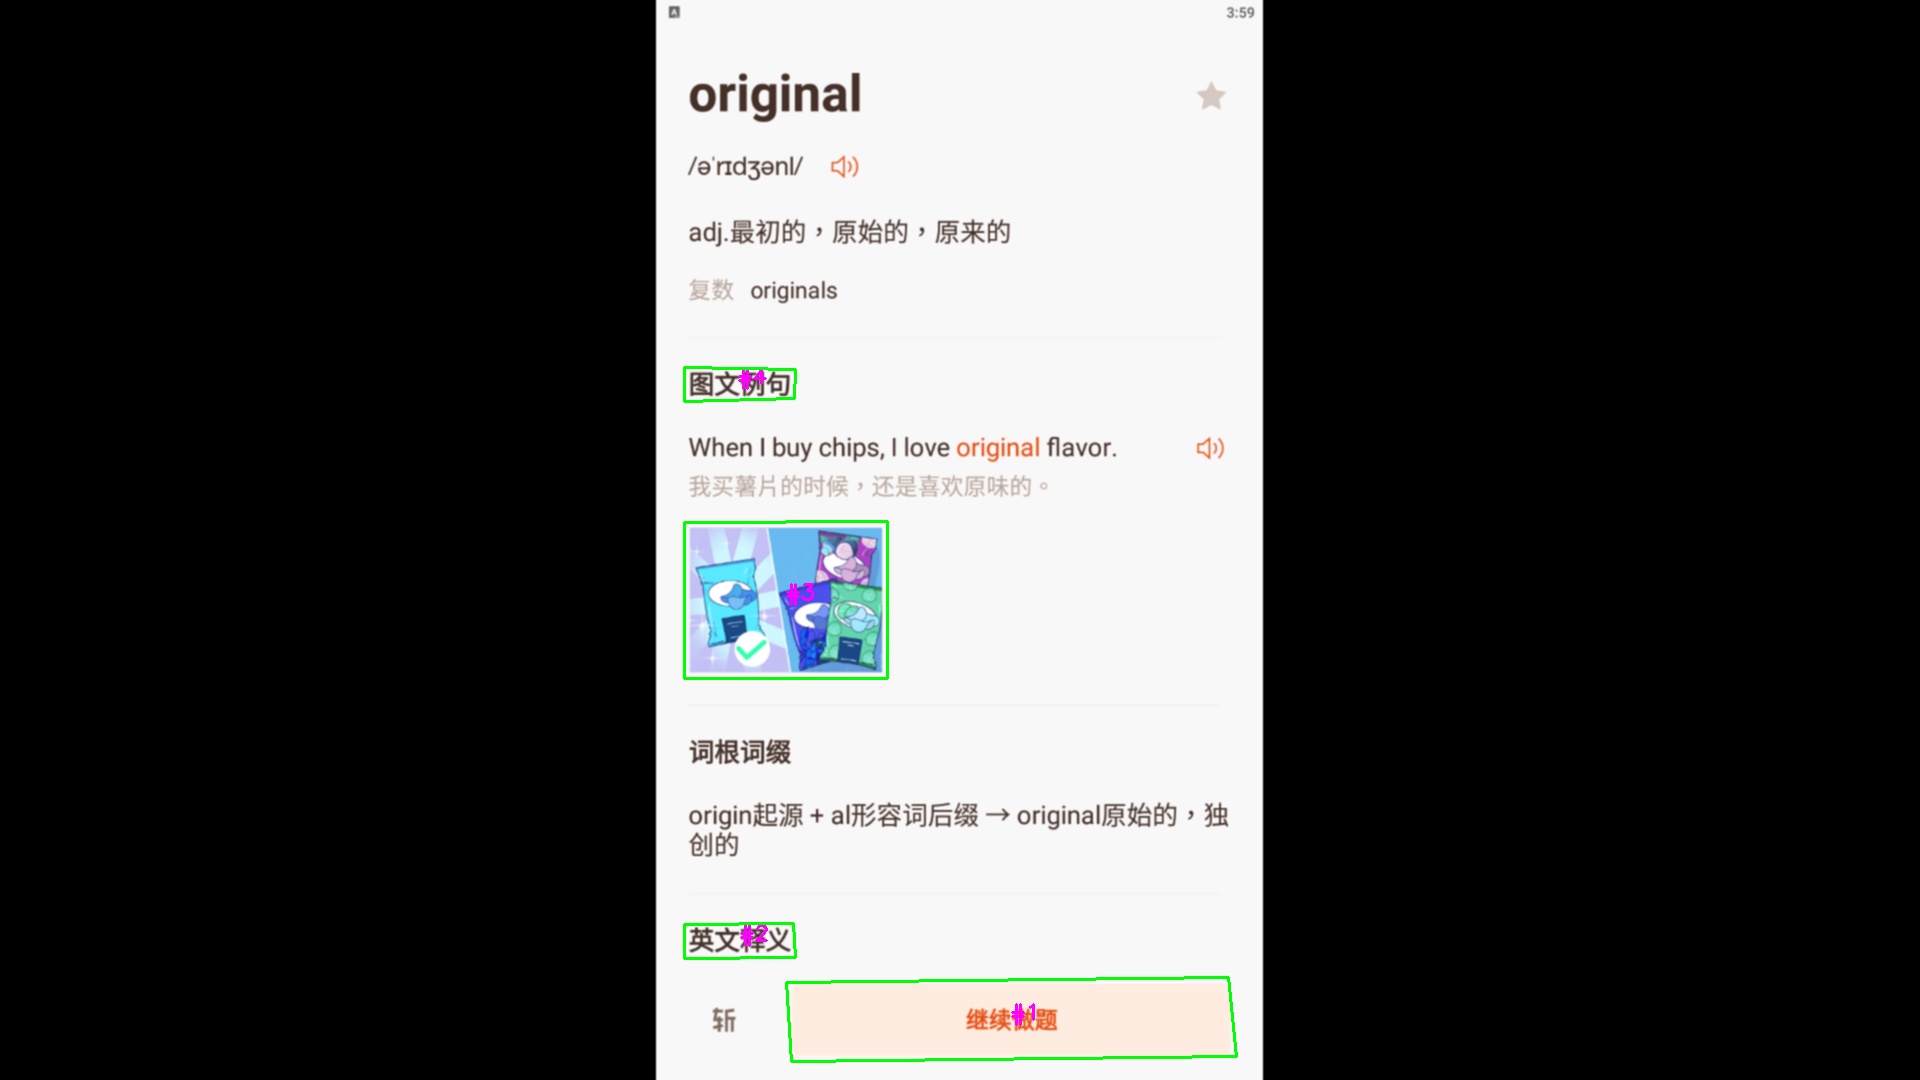 3:59
original
/əˈrɪdʒənl/
adj.最初的，原始的，原来的
复数 originals
图文例句
#4
When I buy chips, I love original flavor.
我买薯片的时候，还是喜欢原味的。
#3
词根词缀
origin起源 + al形容词后缀 → original原始的，独
创的
英文释义
#2
斩
继续做题
#1